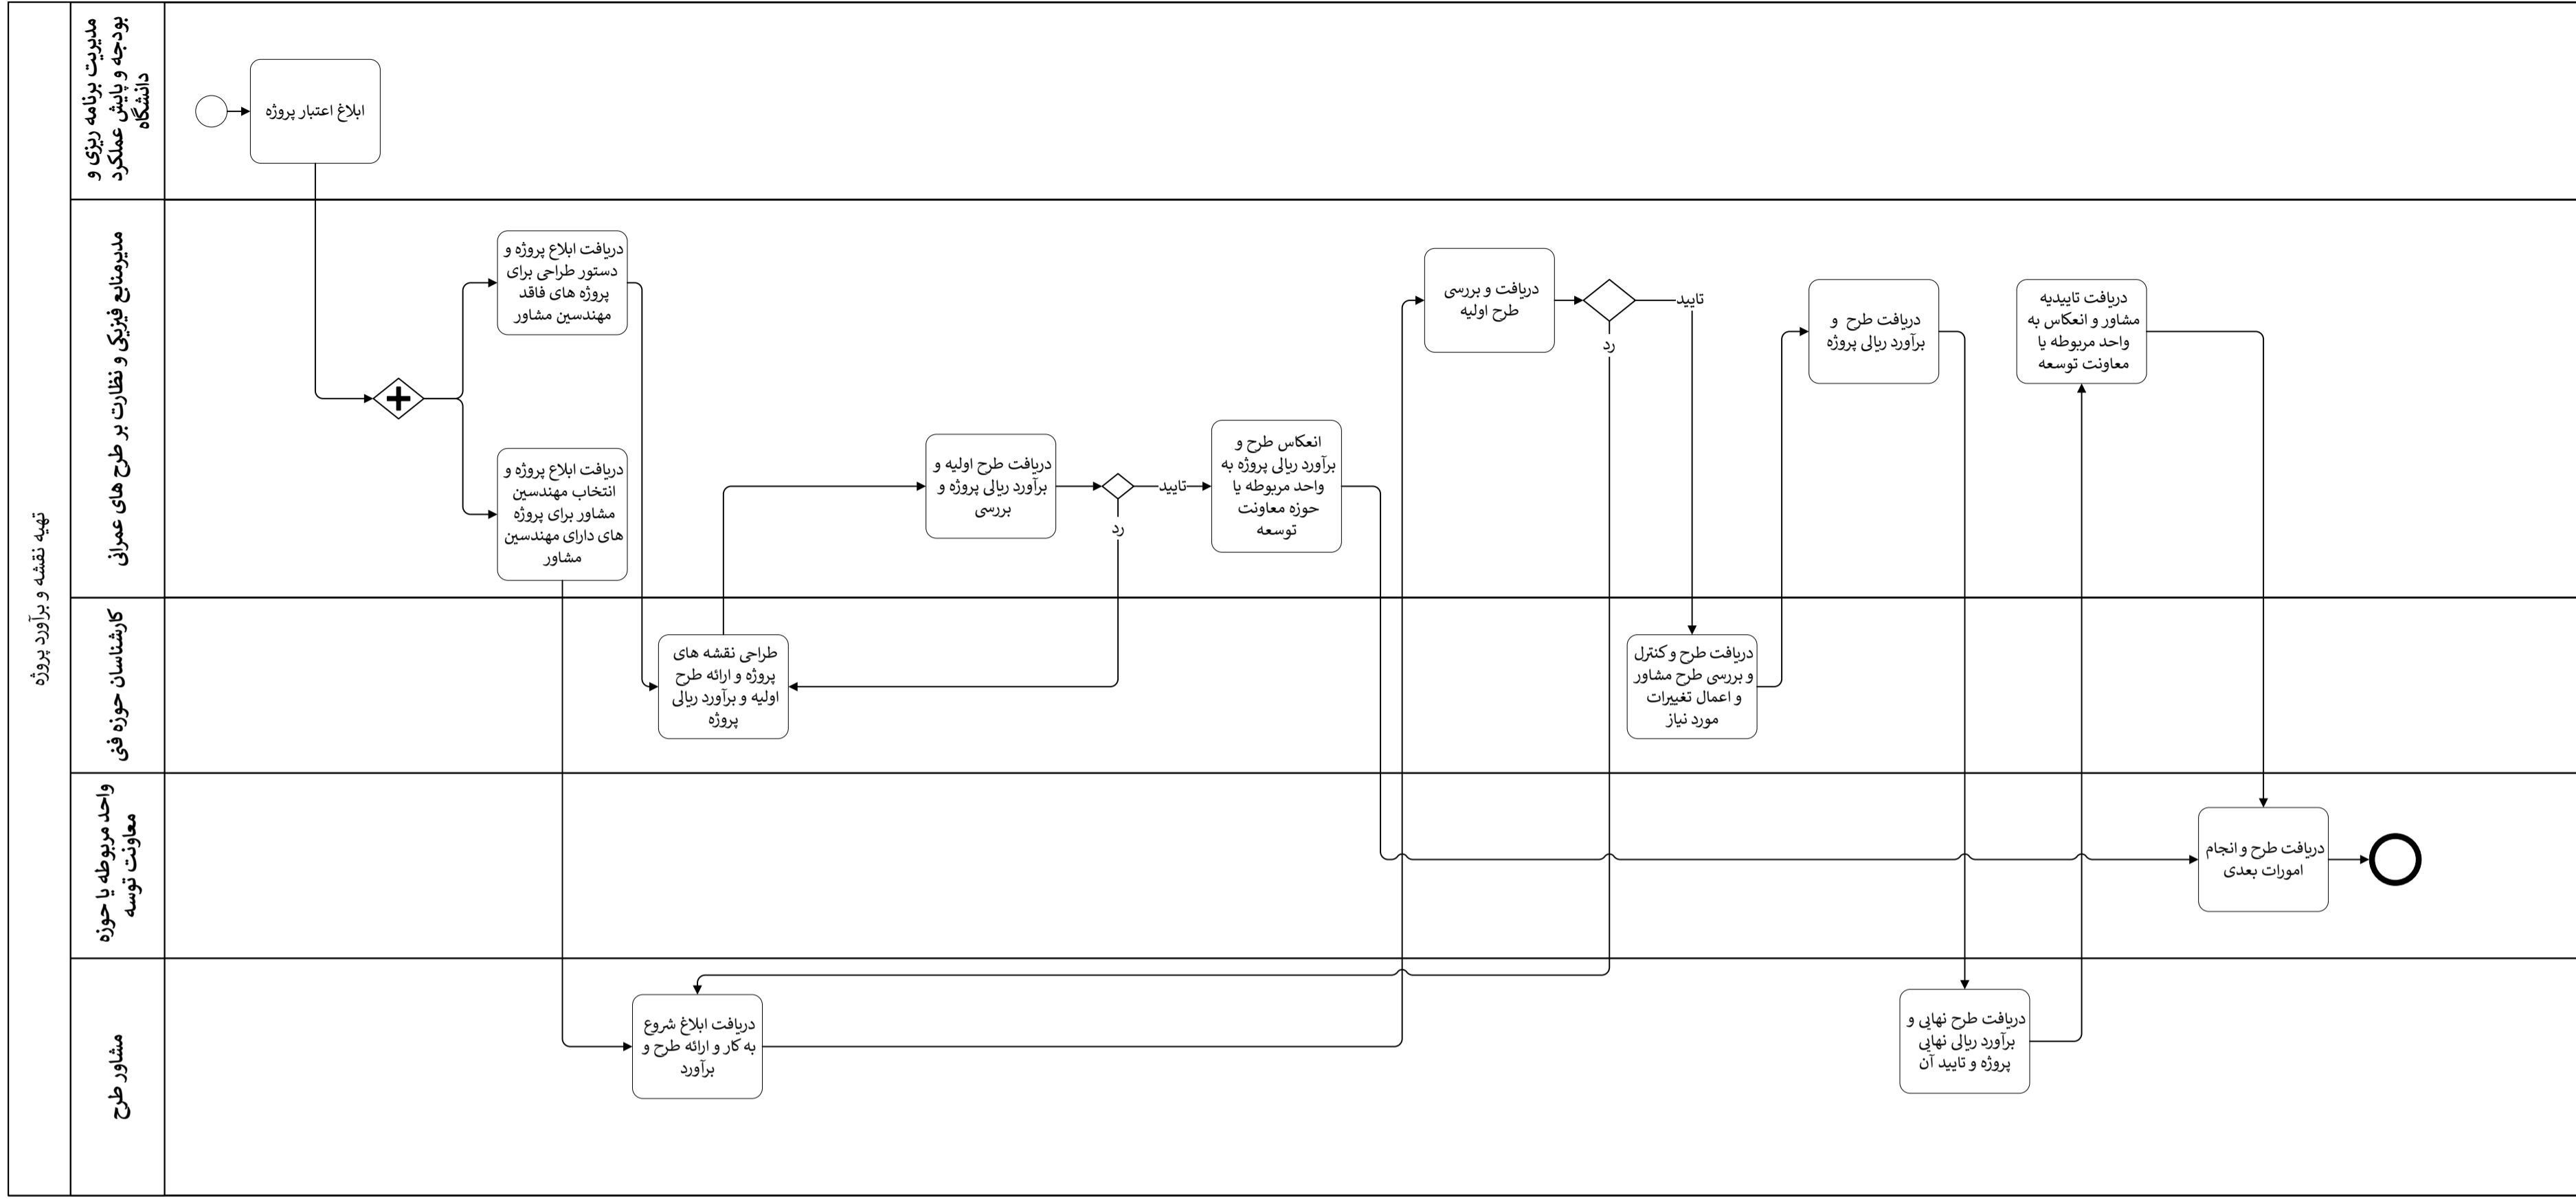 تهیه نقشه و برآورد پروژه
مدیریت برنامه ریزی و
بودجه و پایش عملکرد
دانشگاه
ابلاغ اعتبار پروژه
مدیرمنابع فیزیکی و نظارت بر طرح های عمرانی
دریافت ابلاع پروژه و
دستور طراحی برای
پروژه های فاقد
مهندسین مشاور
دریافت ابلاع پروژه و
انتخاب مهندسین
مشاور برای پروژه
های دارای مهندسین
مشاور
دریافت طرح اولیه و
برآورد ریالی پروژه و
بررسی
تایید
رد
انعکاس طرح و
برآورد ریالی پروژه به
واحد مربوطه یا
حوزه معاونت
توسعه
دریافت و بررسی
طرح اولیه
تایید
رد
دریافت طرح و
برآورد ریالی پروژه
دریافت تاییدیه
مشاور و انعکاس به
واحد مربوطه یا
معاونت توسعه
کارشناسان حوزه فنی
طراحی نقشه های
پروژه و ارائه طرح
اولیه و برآورد ریالی
پروژه
دریافت طرح و کنترل
و بررسی طرح مشاور
و اعمال تغییرات
مورد نیاز
واحد مربوطه یا حوزه
معاونت توسه
دریافت طرح و انجام
امورات بعدی
مشاور طرح
دریافت ابلاغ شروع
به کار و ارائه طرح و
برآورد
دریافت طرح نهایی و
برآورد ریالی نهایی
پروژه و تایید آن